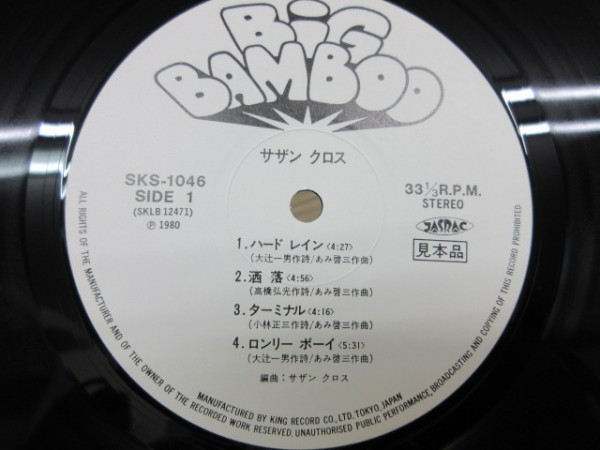 BiG
BAMBOO
サザン クロス
SKS-1046
SIDE 1
(SKLB 12471)
Ⓟ 1980
33⅓R.P.M.
STEREO
JASRAC
見本品
1. ハード レイン〈4:27〉
(大辻一男作詩/あみ啓三作曲)
2. 洒 落〈4:56〉
(高橋弘光作詩/あみ啓三作曲)
3. ターミナル〈4:16〉
(小林正三作詩/あみ啓三作曲)
4. ロンリー ボーイ〈5:31〉
(大辻一男作詩/あみ啓三作曲)
編曲:サザン クロス
MANUFACTURED BY KING RECORD CO., LTD. TOKYO, JAPAN
ALL RIGHTS OF THE MANUFACTURER AND OF THE OWNER OF THE RECORDED WORK RESERVED. UNAUTHORISED PUBLIC PERFORMANCE, BROADCASTING AND COPYING OF THIS RECORD PROHIBITED